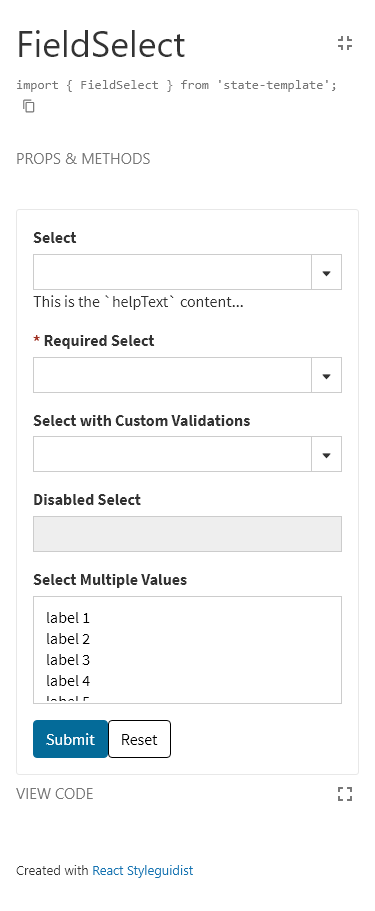 FieldSelect
import { FieldSelect } from 'state-template';
PROPS & METHODS
Select
This is the `helpText` content...
* Required Select
Select with Custom Validations
Disabled Select
Select Multiple Values
label 1
label 2
label 3
label 4
label 5
Submit Reset
VIEW CODE
Created with React Styleguidist